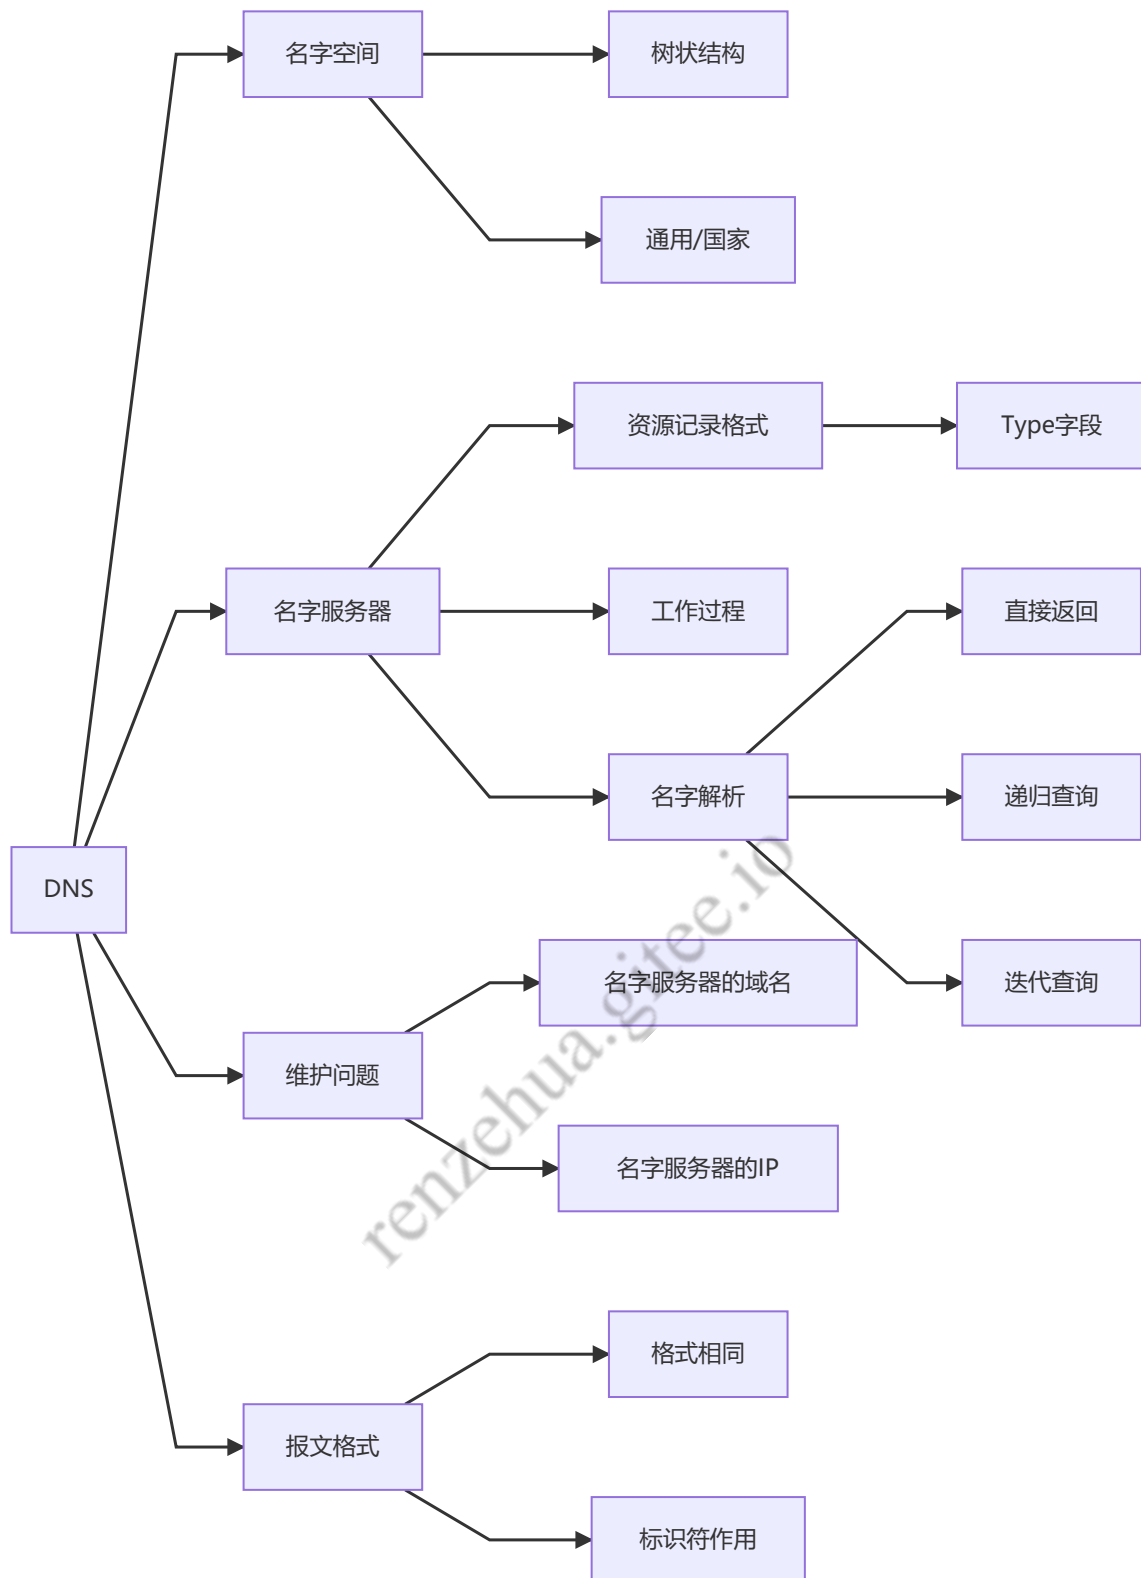 名字空间
树状结构
通用/国家
资源记录格式
Type字段
名字服务器
工作过程
直接返回
名字解析
递归查询
DNS
名字服务器的域名
迭代查询
维护问题
名字服务器的IP
格式相同
报文格式
标识符作用
renzehua.gitee.io